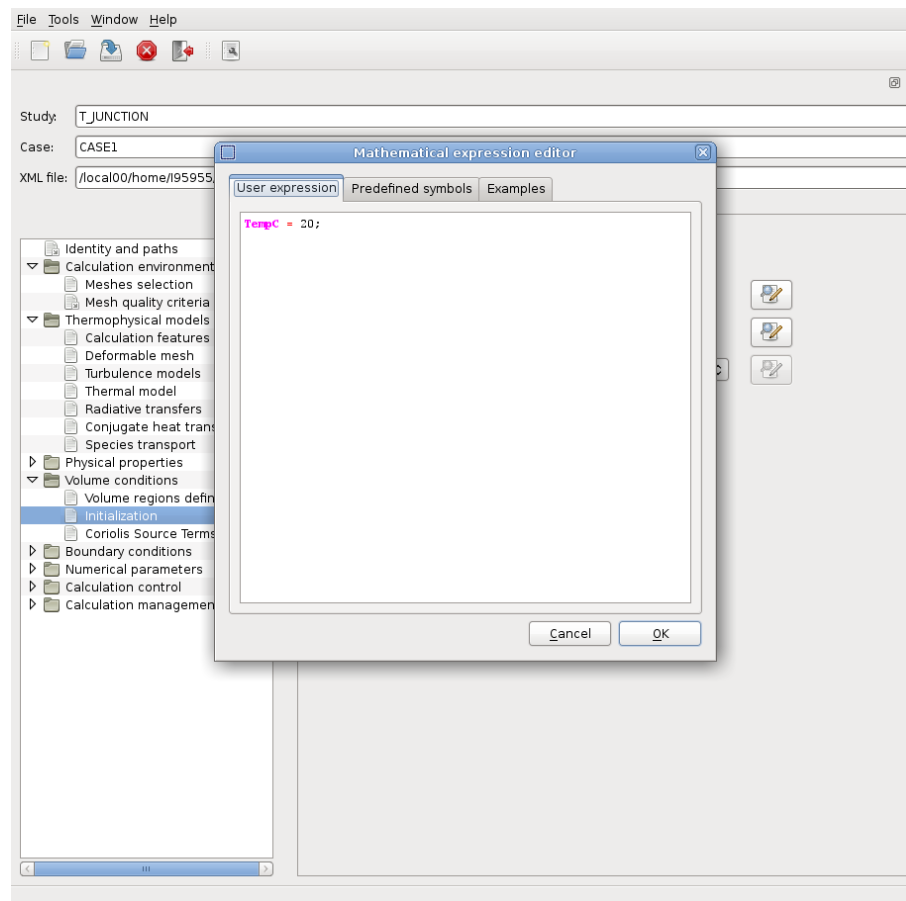 File Tools Window Help
Study: T_JUNCTION
Case: CASE1
XML file: /local00/home/I95955,
Mathematical expression editor
User expression Predefined symbols Examples
TempC = 20;
Identity and paths
Calculation environment
Meshes selection
Mesh quality criteria
Thermophysical models
Calculation features
Deformable mesh
Turbulence models
Thermal model
Radiative transfers
Conjugate heat trans
Species transport
Physical properties
Volume conditions
Volume regions defin
Initialization
Coriolis Source Terms
Boundary conditions
Numerical parameters
Calculation control
Calculation managemen
Cancel OK